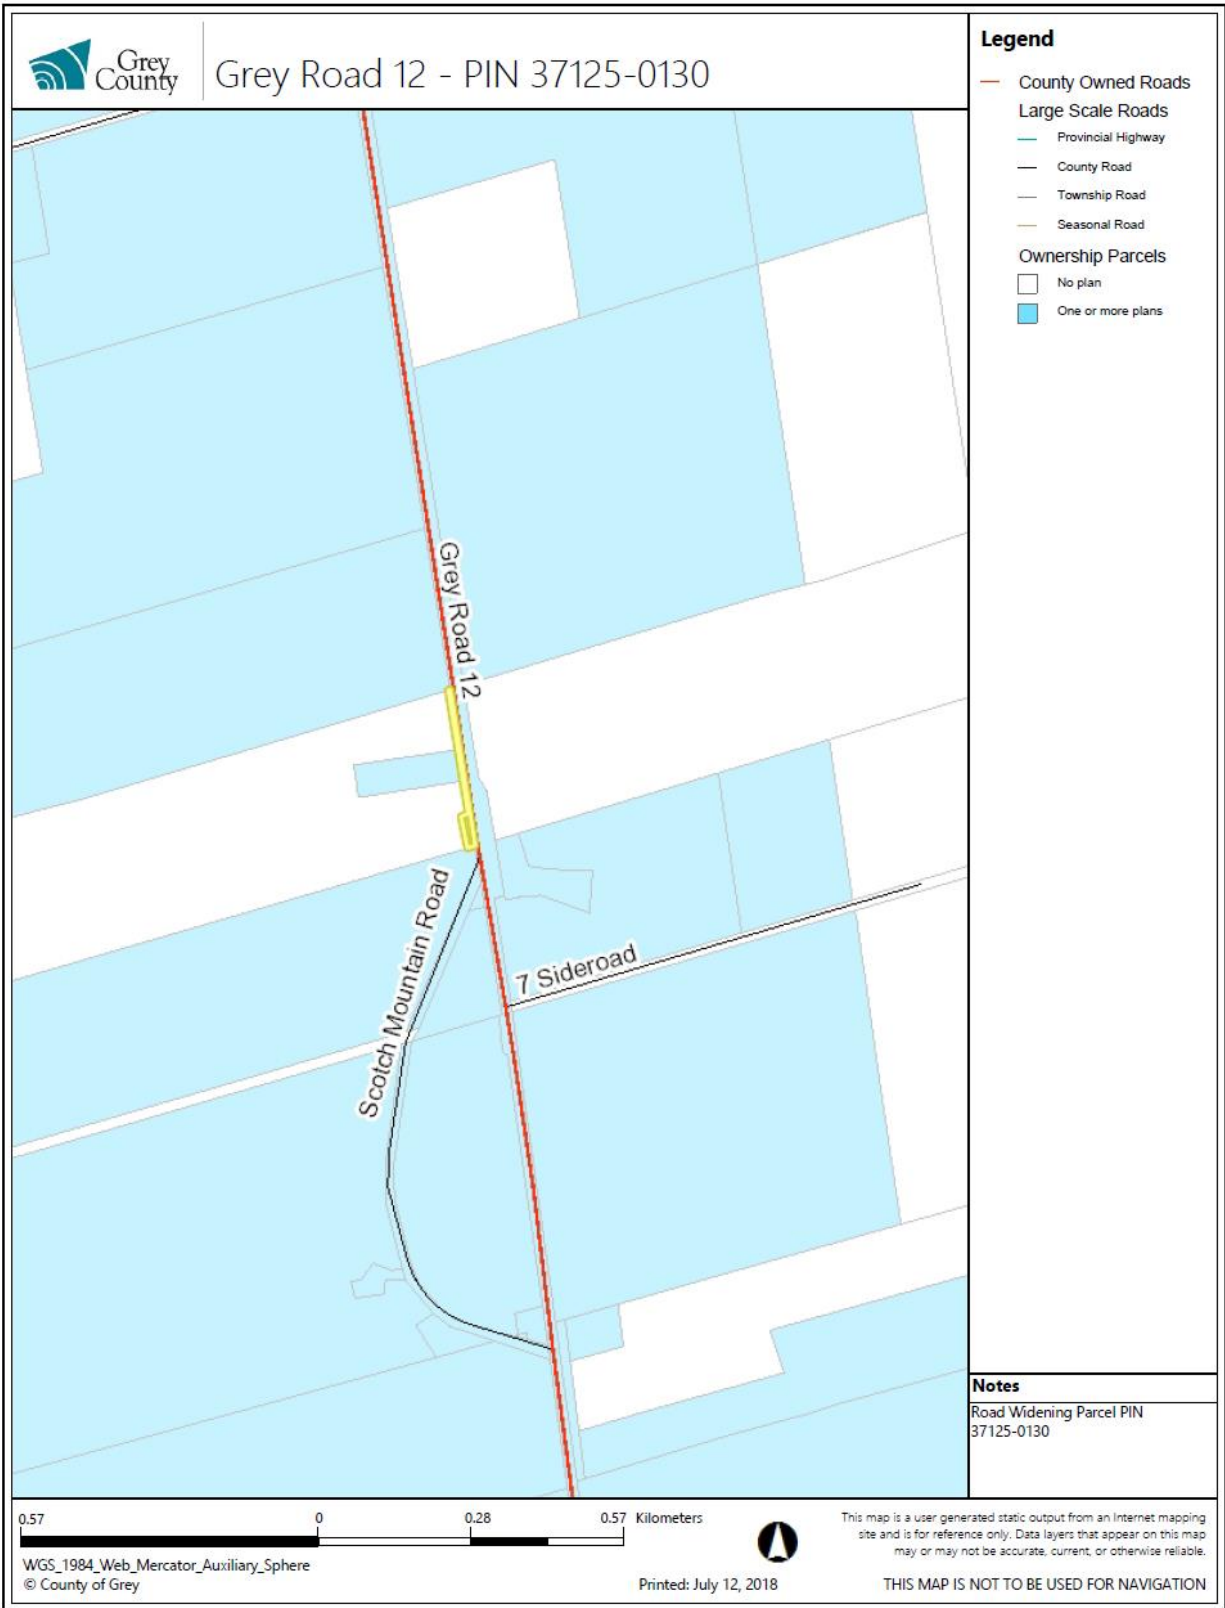 Grey
County
Grey Road 12 - PIN 37125-0130
Legend
County Owned Roads
Large Scale Roads
Provincial Highway
County Road
Township Road
Seasonal Road
Ownership Parcels
No plan
One or more plans
Grey Road 12
Scotch Mountain Road
7 Sideroad
Notes
Road Widening Parcel PIN
37125-0130
0.57 0 0.28 0.57 Kilometers
WGS_1984_Web_Mercator_Auxiliary_Sphere
© County of Grey
Printed: July 12, 2018
This map is a user generated static output from an Internet mapping
site and is for reference only. Data layers that appear on this map
may or may not be accurate, current, or otherwise reliable.
THIS MAP IS NOT TO BE USED FOR NAVIGATION